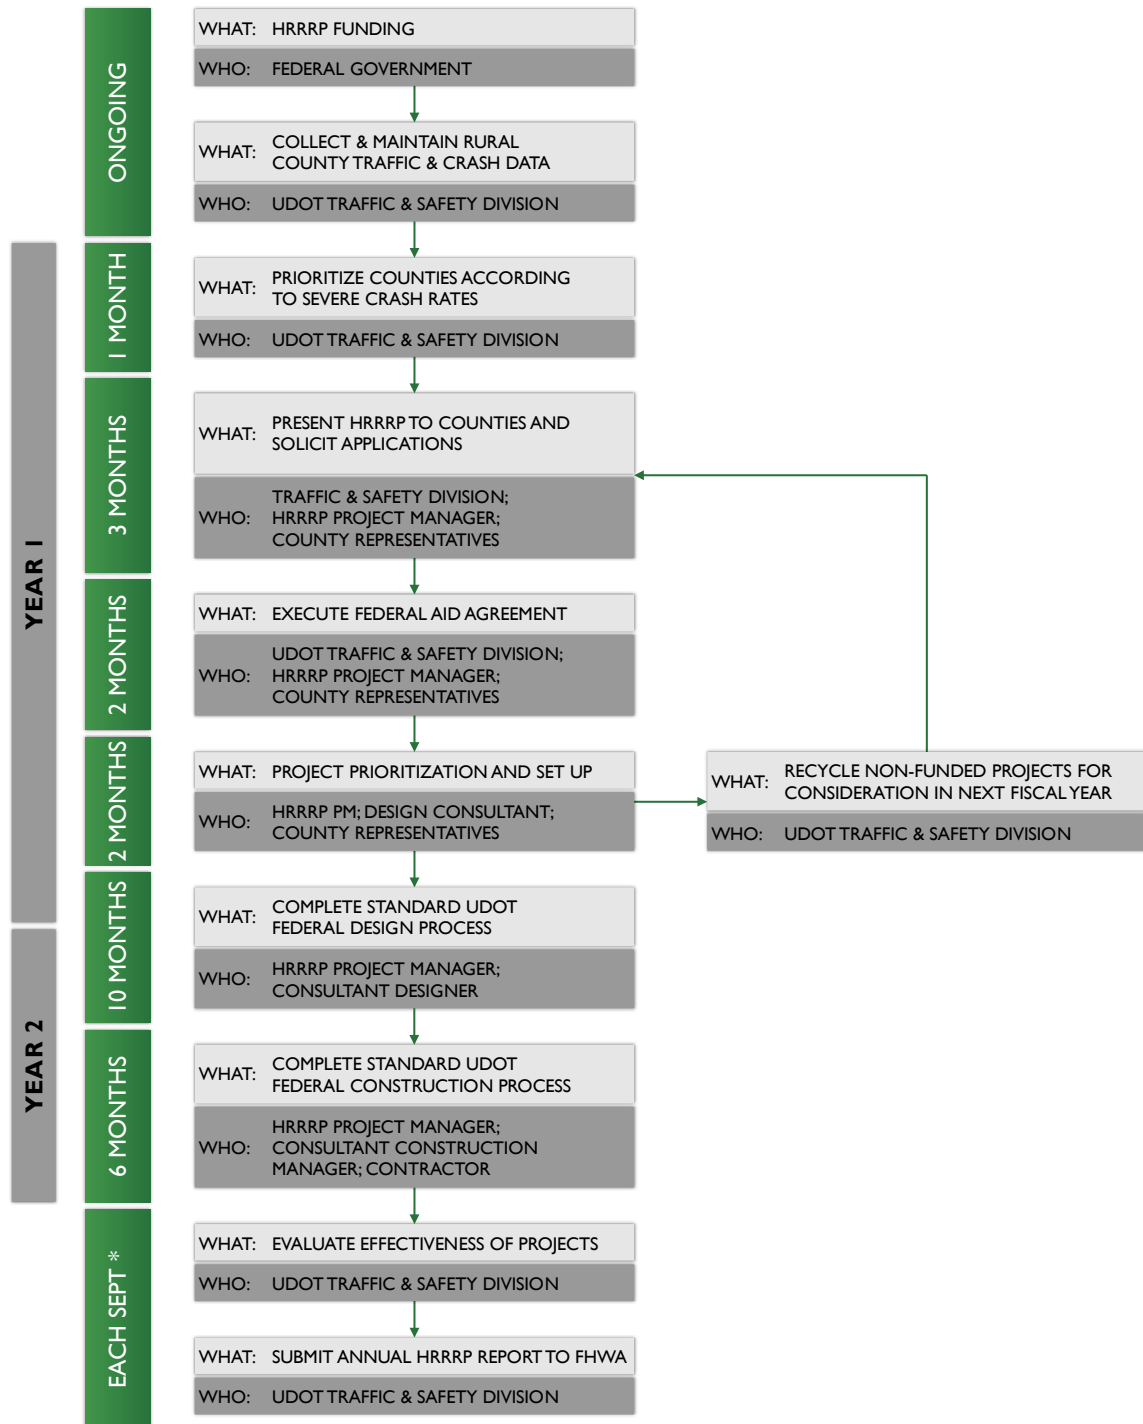 YEAR 1
YEAR 2
ONGOING
WHAT: HRRRP FUNDING
WHO: FEDERAL GOVERNMENT
WHAT: COLLECT & MAINTAIN RURAL
COUNTY TRAFFIC & CRASH DATA
WHO: UDOT TRAFFIC & SAFETY DIVISION
1 MONTH
WHAT: PRIORITIZE COUNTIES ACCORDING
TO SEVERE CRASH RATES
WHO: UDOT TRAFFIC & SAFETY DIVISION
3 MONTHS
WHAT: PRESENT HRRRP TO COUNTIES AND
SOLICIT APPLICATIONS
WHO: TRAFFIC & SAFETY DIVISION;
HRRRP PROJECT MANAGER;
COUNTY REPRESENTATIVES
2 MONTHS
WHAT: EXECUTE FEDERAL AID AGREEMENT
WHO: UDOT TRAFFIC & SAFETY DIVISION;
HRRRP PROJECT MANAGER;
COUNTY REPRESENTATIVES
2 MONTHS
WHAT: PROJECT PRIORITIZATION AND SET UP
WHO: HRRRP PM; DESIGN CONSULTANT;
COUNTY REPRESENTATIVES
WHAT: RECYCLE NON-FUNDED PROJECTS FOR
CONSIDERATION IN NEXT FISCAL YEAR
WHO: UDOT TRAFFIC & SAFETY DIVISION
10 MONTHS
WHAT: COMPLETE STANDARD UDOT
FEDERAL DESIGN PROCESS
WHO: HRRRP PROJECT MANAGER;
CONSULTANT DESIGNER
6 MONTHS
WHAT: COMPLETE STANDARD UDOT
FEDERAL CONSTRUCTION PROCESS
WHO: HRRRP PROJECT MANAGER;
CONSULTANT CONSTRUCTION
MANAGER; CONTRACTOR
EACH SEPT *
WHAT: EVALUATE EFFECTIVENESS OF PROJECTS
WHO: UDOT TRAFFIC & SAFETY DIVISION
WHAT: SUBMIT ANNUAL HRRRP REPORT TO FHWA
WHO: UDOT TRAFFIC & SAFETY DIVISION